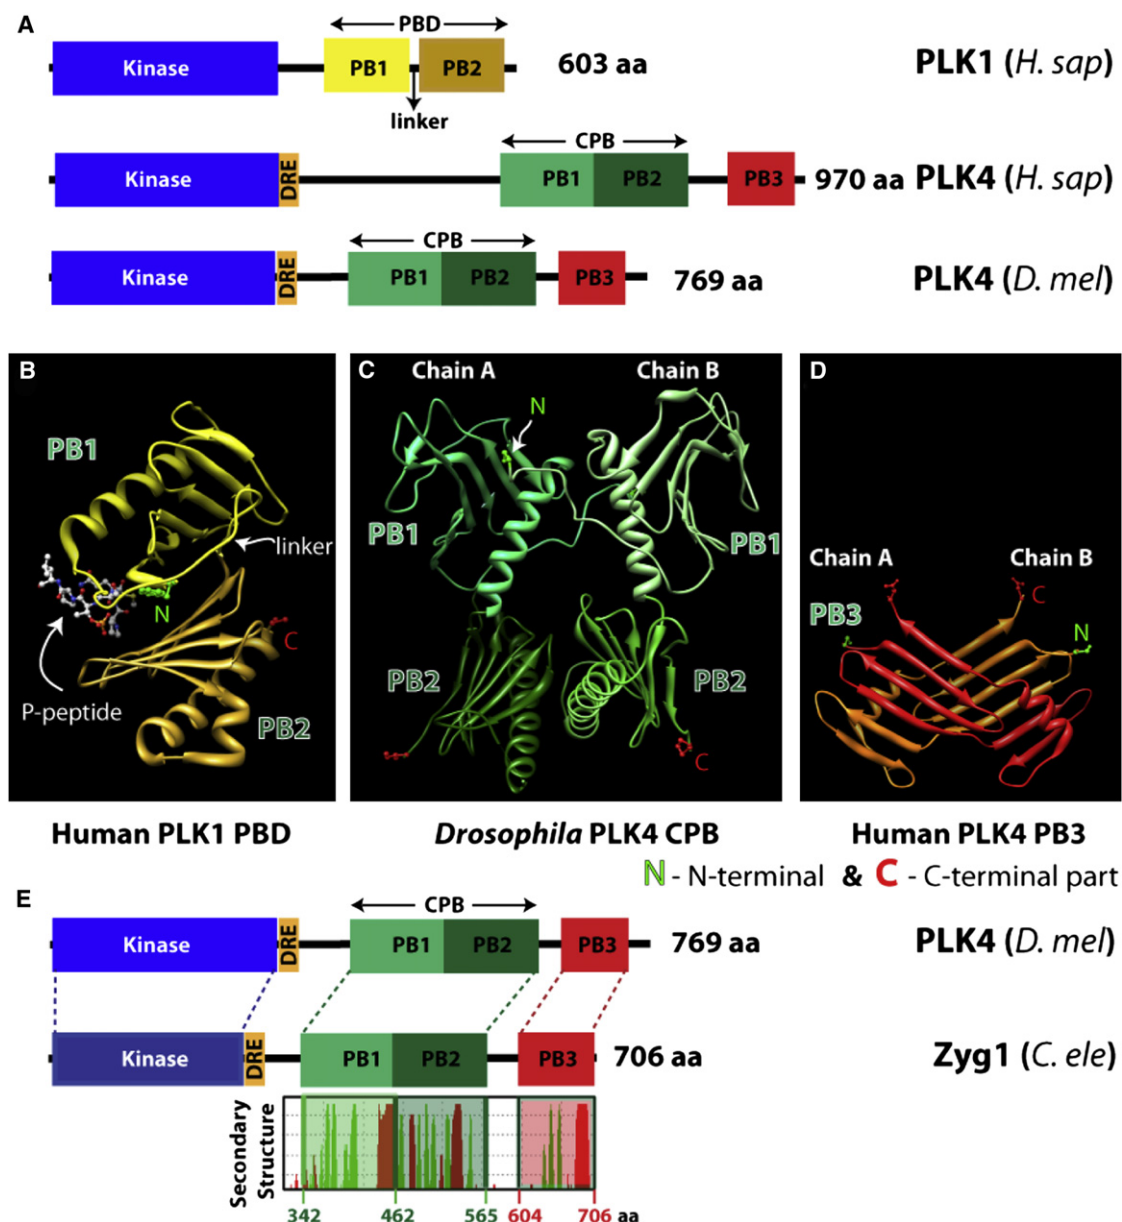 A
PBD
Kinase PB1 PB2 603 aa PLK1 (H. sap)
linker
CPB
Kinase DRE PB1 PB2 PB3 970 aa PLK4 (H. sap)
CPB
Kinase DRE PB1 PB2 PB3 769 aa PLK4 (D. mel)
B
PB1
linker
N
C
P-peptide
PB2
C
Chain A Chain B
N
PB1 PB1
PB2 PB2
C
D
Chain A Chain B
C
PB3 N
Human PLK1 PBD Drosophila PLK4 CPB Human PLK4 PB3
N - N-terminal & C - C-terminal part
E
CPB
Kinase DRE PB1 PB2 PB3 769 aa PLK4 (D. mel)
Kinase DRE PB1 PB2 PB3 706 aa Zyg1 (C. ele)
Secondary
Structure
342 462 565 604 706 aa